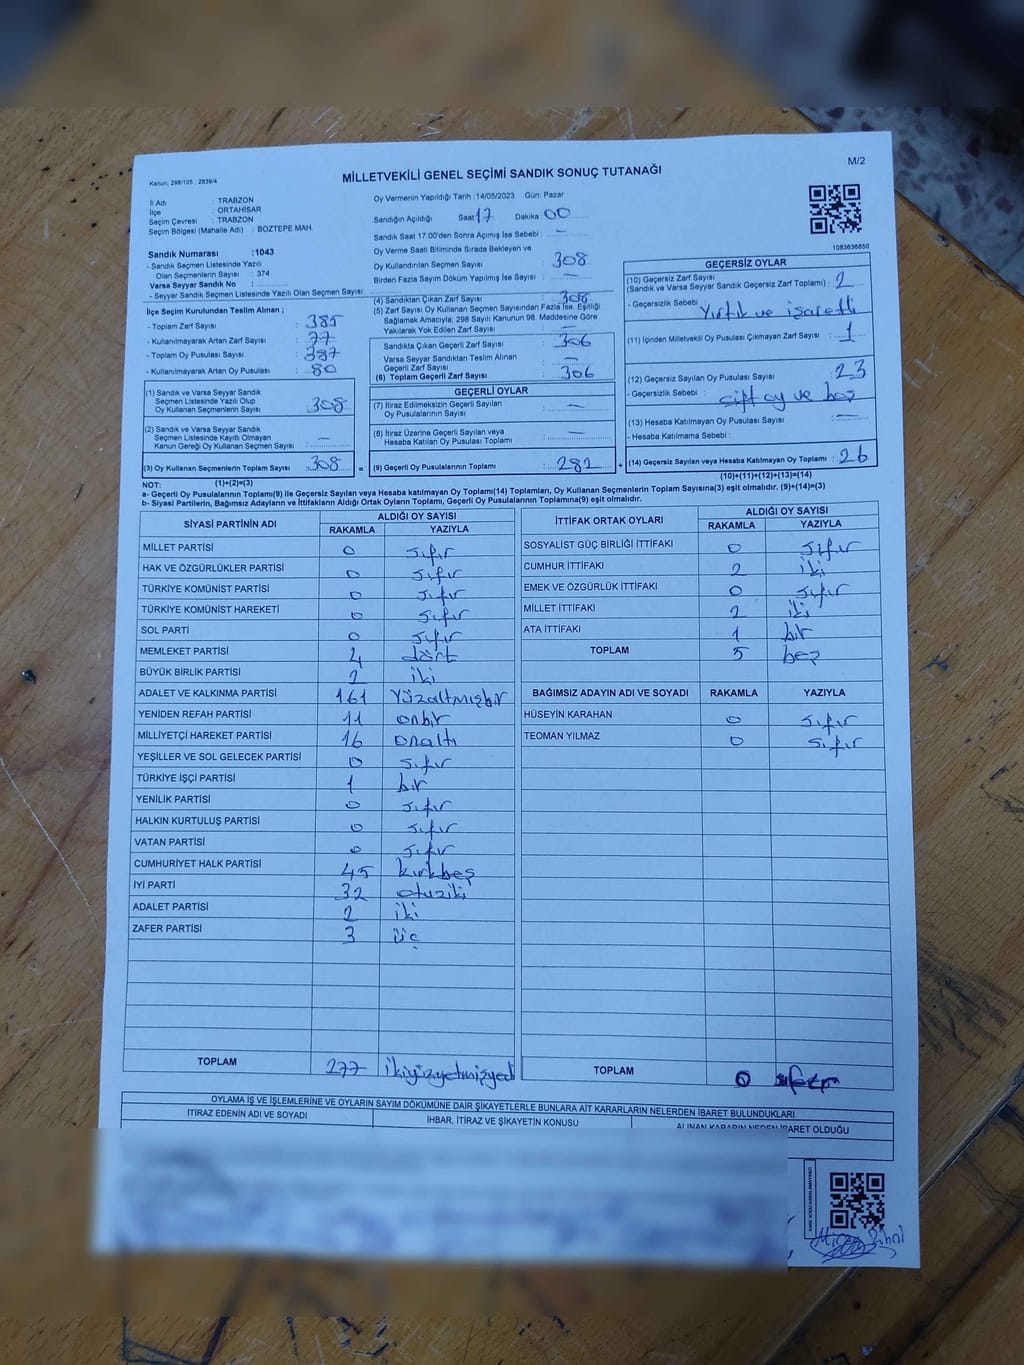 M/2
Kanun: 298/105 ; 2839/4
MİLLETVEKİLİ GENEL SEÇİMİ SANDIK SONUÇ TUTANAĞI
İl Adı : TRABZON
İlçe : ORTAHİSAR
Seçim Çevresi : TRABZON
Seçim Bölgesi (Mahalle Adı) : BOZTEPE MAH.
Sandık Numarası :1043
- Sandık Seçmen Listesinde Yazılı
Olan Seçmenlerin Sayısı : 374
Varsa Seyyar Sandık No :
- Seyyar Sandık Seçmen Listesinde Yazılı Olan Seçmen Sayısı:
İlçe Seçim Kurulundan Teslim Alınan ;
- Toplam Zarf Sayısı : 385
- Kullanılmayarak Artan Zarf Sayısı : 77
- Toplam Oy Pusulası Sayısı : 387
- Kullanılmayarak Artan Oy Pusulası : 80
(1) Sandık ve Varsa Seyyar Sandık
Seçmen Listesinde Yazılı Olup
Oy Kullanan Seçmenlerin Sayısı : 308
(2) Sandık ve Varsa Seyyar Sandık
Seçmen Listesinde Kayıtlı Olmayan
Kanun Gereği Oy Kullanan Seçmen Sayısı : —
(3) Oy Kullanan Seçmenlerin Toplam Sayısı : 308 =
Oy Vermenin Yapıldığı Tarih : 14/05/2023 Gün: Pazar
Sandığın Açıldığı Saat: 17 Dakika: 00
Sandık Saat 17:00'den Sonra Açımış İse Sebebi : —
Oy Verme Saati Bitiminde Sırada Bekleyen ve
Oy Kullandırılan Seçmen Sayısı : 308
Birden Fazla Sayım Döküm Yapılmış İse Sayısı : —
(4) Sandıktan Çıkan Zarf Sayısı : 308
(5) Zarf Sayısı Oy Kullanan Seçmen Sayısından Fazla İse, Eşitliği
Sağlamak Amacıyla, 298 Sayılı Kanunun 98. Maddesine Göre
Yakılarak Yok Edilen Zarf Sayısı : —
Sandıkta Çıkan Geçerli Zarf Sayısı : 306
Varsa Seyyar Sandıktan Teslim Alınan
Geçerli Zarf Sayısı : —
(6) Toplam Geçerli Zarf Sayısı : 306
GEÇERLİ OYLAR
(7) İtiraz Edilmeksizin Geçerli Sayılan
Oy Pusulalarının Sayısı : —
(8) İtiraz Üzerine Geçerli Sayılan veya
Hesaba Katılan Oy Pusulası Toplamı : —
(9) Geçerli Oy Pusulalarının Toplamı : 282 +
1083636850
GEÇERSİZ OYLAR
(10) Geçersiz Zarf Sayısı
(Sandık ve Varsa Seyyar Sandık Geçersiz Zarf Toplamı) : 2
- Geçersizlik Sebebi : Yırtık ve işaretli
(11) İçinden Milletvekili Oy Pusulası Çıkmayan Zarf Sayısı : 1
(12) Geçersiz Sayılan Oy Pusulası Sayısı : 23
- Geçersizlik Sebebi : çift oy ve boş
(13) Hesaba Katılmayan Oy Pusulası Sayısı : —
- Hesaba Katılmama Sebebi :
(14) Geçersiz Sayılan veya Hesaba Katılmayan Oy Toplamı : 26
NOT: (1)+(2)=(3) (10)+(11)+(12)+(13)=(14)
a- Geçerli Oy Pusulalarının Toplamı(9) ile Geçersiz Sayılan veya Hesaba katılmayan Oy Toplamı(14) Toplamları, Oy Kullanan Seçmenlerin Toplam Sayısına(3) eşit olmalıdır. (9)+(14)=(3)
b- Siyasi Partilerin, Bağımsız Adayların ve İttifakların Aldığı Ortak Oyların Toplamı, Geçerli Oy Pusulalarının Toplamına(9) eşit olmalıdır.
SİYASİ PARTİNİN ADI ALDIĞI OY SAYISI
RAKAMLA YAZIYLA
MİLLET PARTİSİ 0 sıfır
HAK VE ÖZGÜRLÜKLER PARTİSİ 0 sıfır
TÜRKİYE KOMÜNİST PARTİSİ 0 sıfır
TÜRKİYE KOMÜNİST HAREKETİ 0 sıfır
SOL PARTİ 0 sıfır
MEMLEKET PARTİSİ 4 dört
BÜYÜK BİRLİK PARTİSİ 2 iki
ADALET VE KALKINMA PARTİSİ 161 Yüzaltmışbir
YENİDEN REFAH PARTİSİ 11 onbir
MİLLİYETÇİ HAREKET PARTİSİ 16 onaltı
YEŞİLLER VE SOL GELECEK PARTİSİ 0 sıfır
TÜRKİYE İŞÇİ PARTİSİ 1 bir
YENİLİK PARTİSİ 0 sıfır
HALKIN KURTULUŞ PARTİSİ 0 sıfır
VATAN PARTİSİ 0 sıfır
CUMHURİYET HALK PARTİSİ 45 kırkbeş
İYİ PARTİ 32 otuziki
ADALET PARTİSİ 2 iki
ZAFER PARTİSİ 3 üç
TOPLAM 277 ikiyüzyetmişyedi
İTTİFAK ORTAK OYLARI ALDIĞI OY SAYISI
RAKAMLA YAZIYLA
SOSYALİST GÜÇ BİRLİĞİ İTTİFAKI 0 sıfır
CUMHUR İTTİFAKI 2 iki
EMEK VE ÖZGÜRLÜK İTTİFAKI 0 sıfır
MİLLET İTTİFAKI 2 iki
ATA İTTİFAKI 1 bir
TOPLAM 5 beş
BAĞIMSIZ ADAYIN ADI VE SOYADI RAKAMLA YAZIYLA
HÜSEYİN KARAHAN 0 sıfır
TEOMAN YILMAZ 0 sıfır
TOPLAM 0 sıfır
OYLAMA İŞ VE İŞLEMLERİNE VE OYLARIN SAYIM DÖKÜMÜNE DAİR ŞİKAYETLERLE BUNLARA AİT KARARLARIN NELERDEN İBARET BULUNDUKLARI
İTİRAZ EDENİN ADI VE SOYADI İHBAR, İTİRAZ VE ŞİKAYETİN KONUSU ALINAN KARARIN NEDEN İBARET OLDUĞU